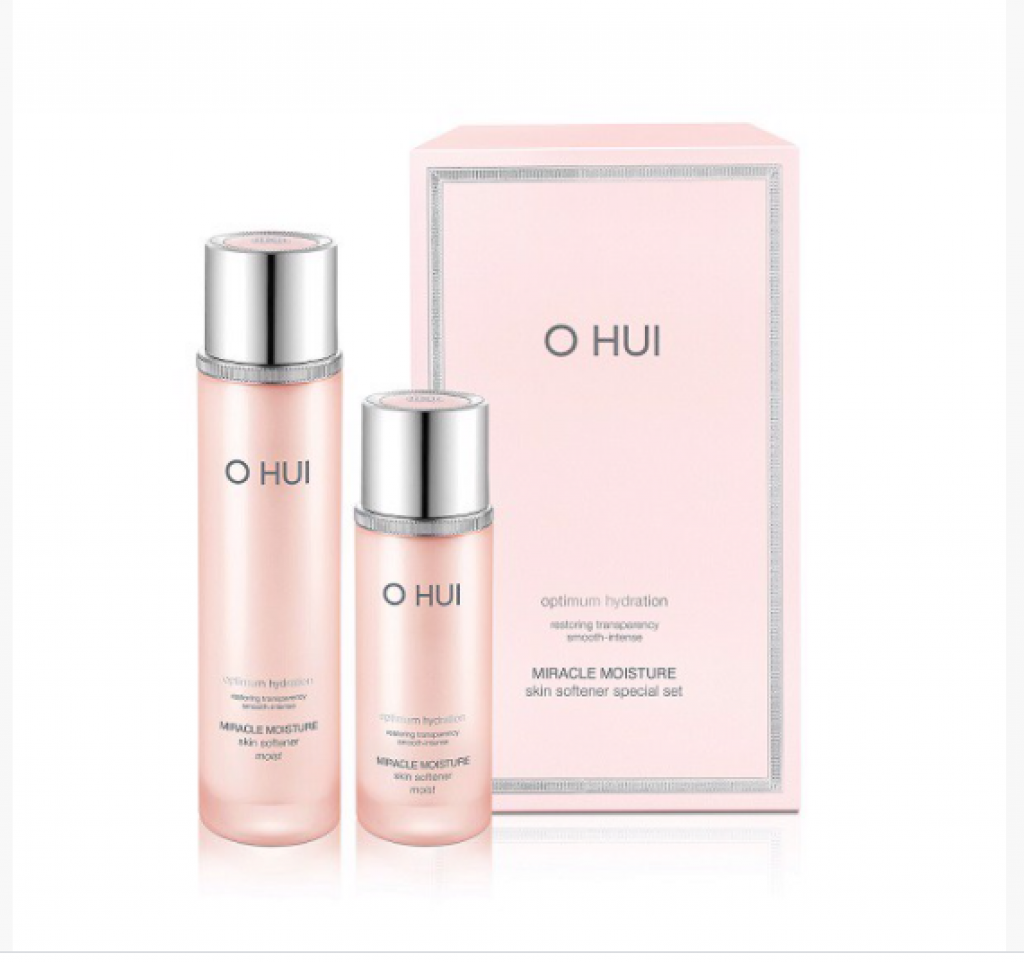 O HUI
optimum hydration
restoring transparency
smooth-intense
MIRACLE MOISTURE
skin softener
moist
O HUI
optimum hydration
restoring transparency
smooth-intense
MIRACLE MOISTURE
skin softener
moist
O HUI
optimum hydration
restoring transparency
smooth-intense
MIRACLE MOISTURE
skin softener special set